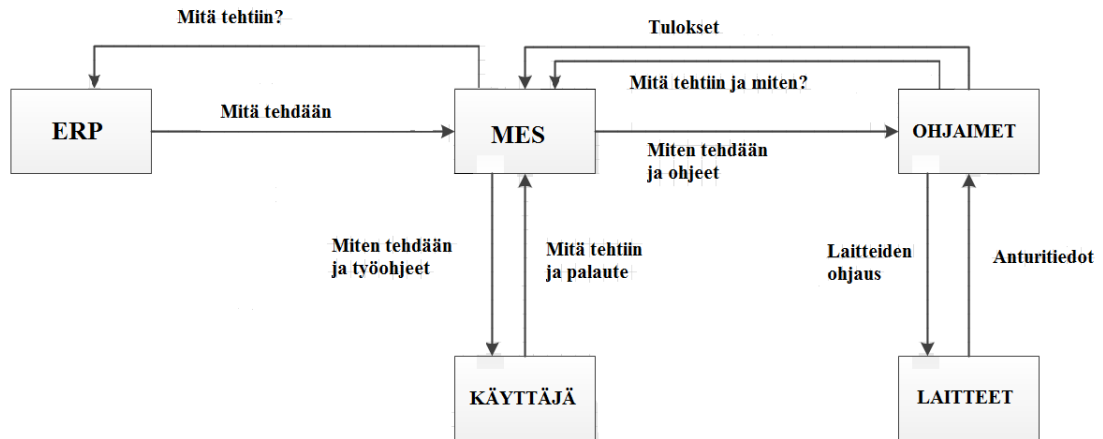 Mitä tehtiin?
Tulokset
Mitä tehtiin ja miten?
ERP
Mitä tehdään
MES
OHJAIMET
Miten tehdään
ja ohjeet
Miten tehdään
ja työohjeet
Mitä tehtiin
ja palaute
Laitteiden
ohjaus
Anturitiedot
KÄYTTÄJÄ
LAITTEET